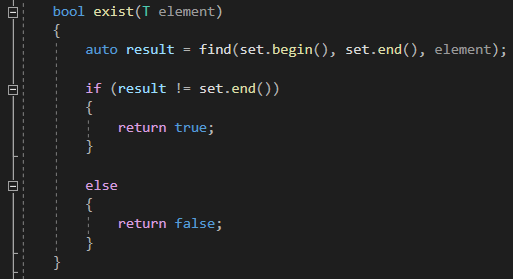 bool exist(T element)
{
auto result = find(set.begin(), set.end(), element);
if (result != set.end())
{
return true;
}
else
{
return false;
}
}